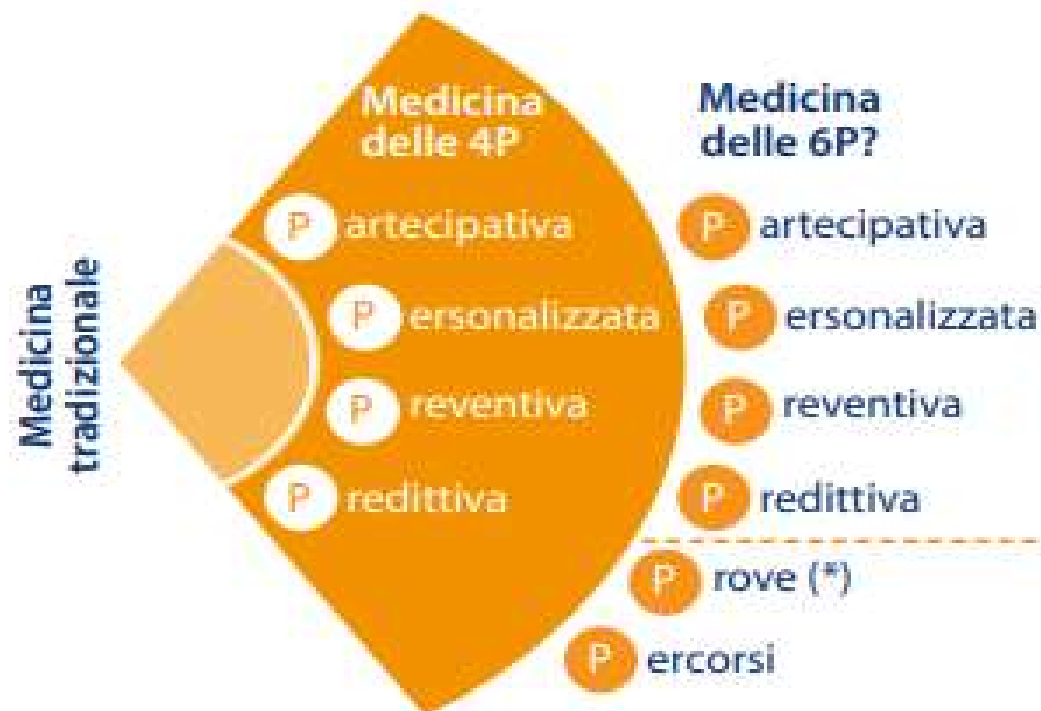 Medicina
tradizionale
Medicina
delle 4P
P artecipativa
P ersonalizzata
P reventiva
P redittiva
Medicina
delle 6P?
P artecipativa
P ersonalizzata
P reventiva
P redittiva
P rove (*)
P ercorsi